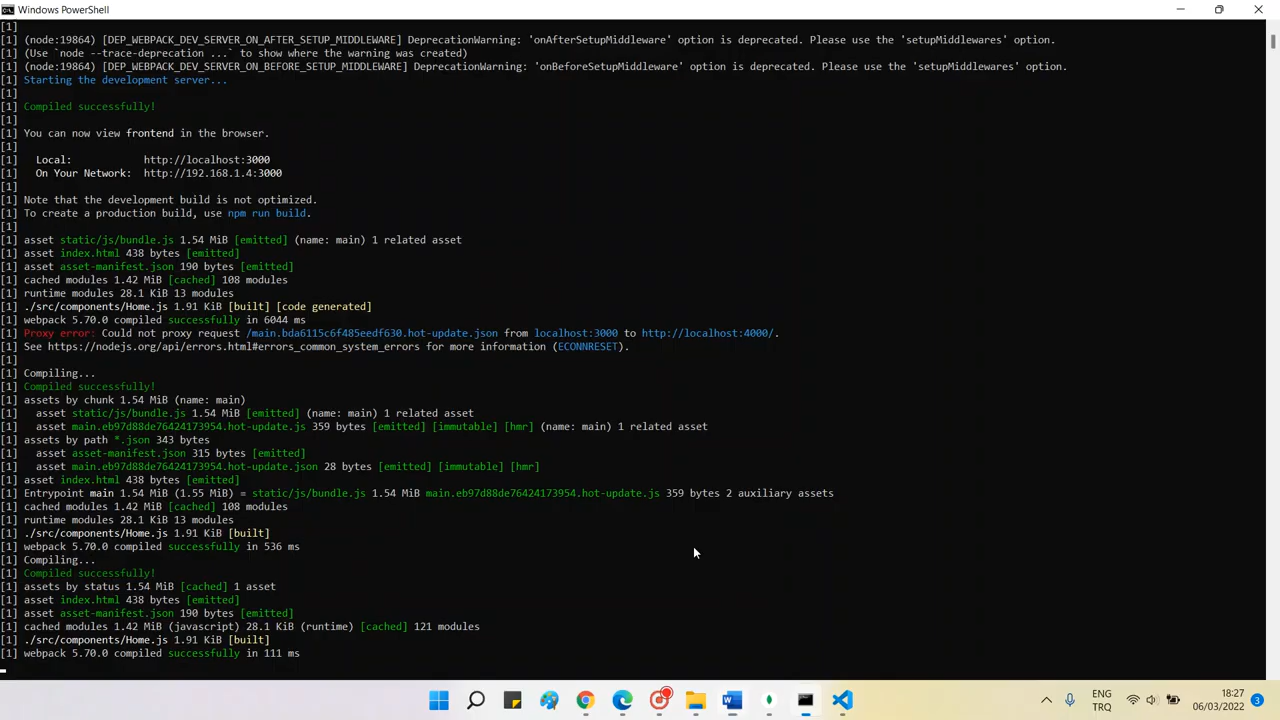 Windows PowerShell
[1]
[1] (node:19864) [DEP_WEBPACK_DEV_SERVER_ON_AFTER_SETUP_MIDDLEWARE] DeprecationWarning: 'onAfterSetupMiddleware' option is deprecated. Please use the 'setupMiddlewares' option.
[1] (Use `node --trace-deprecation ...` to show where the warning was created)
[1] (node:19864) [DEP_WEBPACK_DEV_SERVER_ON_BEFORE_SETUP_MIDDLEWARE] DeprecationWarning: 'onBeforeSetupMiddleware' option is deprecated. Please use the 'setupMiddlewares' option.
[1] Starting the development server...
[1]
[1] Compiled successfully!
[1]
[1] You can now view frontend in the browser.
[1]
[1]   Local:            http://localhost:3000
[1]   On Your Network:  http://192.168.1.4:3000
[1]
[1] Note that the development build is not optimized.
[1] To create a production build, use npm run build.
[1]
[1] asset static/js/bundle.js 1.54 MiB [emitted] (name: main) 1 related asset
[1] asset index.html 438 bytes [emitted]
[1] asset asset-manifest.json 190 bytes [emitted]
[1] cached modules 1.42 MiB [cached] 108 modules
[1] runtime modules 28.1 KiB 13 modules
[1] ./src/components/Home.js 1.91 KiB [built] [code generated]
[1] webpack 5.70.0 compiled successfully in 6044 ms
[1] Proxy error: Could not proxy request /main.bda6115c6f485eedf630.hot-update.json from localhost:3000 to http://localhost:4000/.
[1] See https://nodejs.org/api/errors.html#errors_common_system_errors for more information (ECONNRESET).
[1]
[1] Compiling...
[1] Compiled successfully!
[1] assets by chunk 1.54 MiB (name: main)
[1]   asset static/js/bundle.js 1.54 MiB [emitted] (name: main) 1 related asset
[1]   asset main.eb97d88de76424173954.hot-update.js 359 bytes [emitted] [immutable] [hmr] (name: main) 1 related asset
[1] assets by path *.json 343 bytes
[1]   asset asset-manifest.json 315 bytes [emitted]
[1]   asset main.eb97d88de76424173954.hot-update.json 28 bytes [emitted] [immutable] [hmr]
[1] asset index.html 438 bytes [emitted]
[1] Entrypoint main 1.54 MiB (1.55 MiB) = static/js/bundle.js 1.54 MiB main.eb97d88de76424173954.hot-update.js 359 bytes 2 auxiliary assets
[1] cached modules 1.42 MiB [cached] 108 modules
[1] runtime modules 28.1 KiB 13 modules
[1] ./src/components/Home.js 1.91 KiB [built]
[1] webpack 5.70.0 compiled successfully in 536 ms
[1] Compiling...
[1] Compiled successfully!
[1] assets by status 1.54 MiB [cached] 1 asset
[1] asset index.html 438 bytes [emitted]
[1] asset asset-manifest.json 190 bytes [emitted]
[1] cached modules 1.42 MiB (javascript) 28.1 KiB (runtime) [cached] 121 modules
[1] ./src/components/Home.js 1.91 KiB [built]
[1] webpack 5.70.0 compiled successfully in 111 ms
ENG
TRQ
18:27
06/03/2022
3